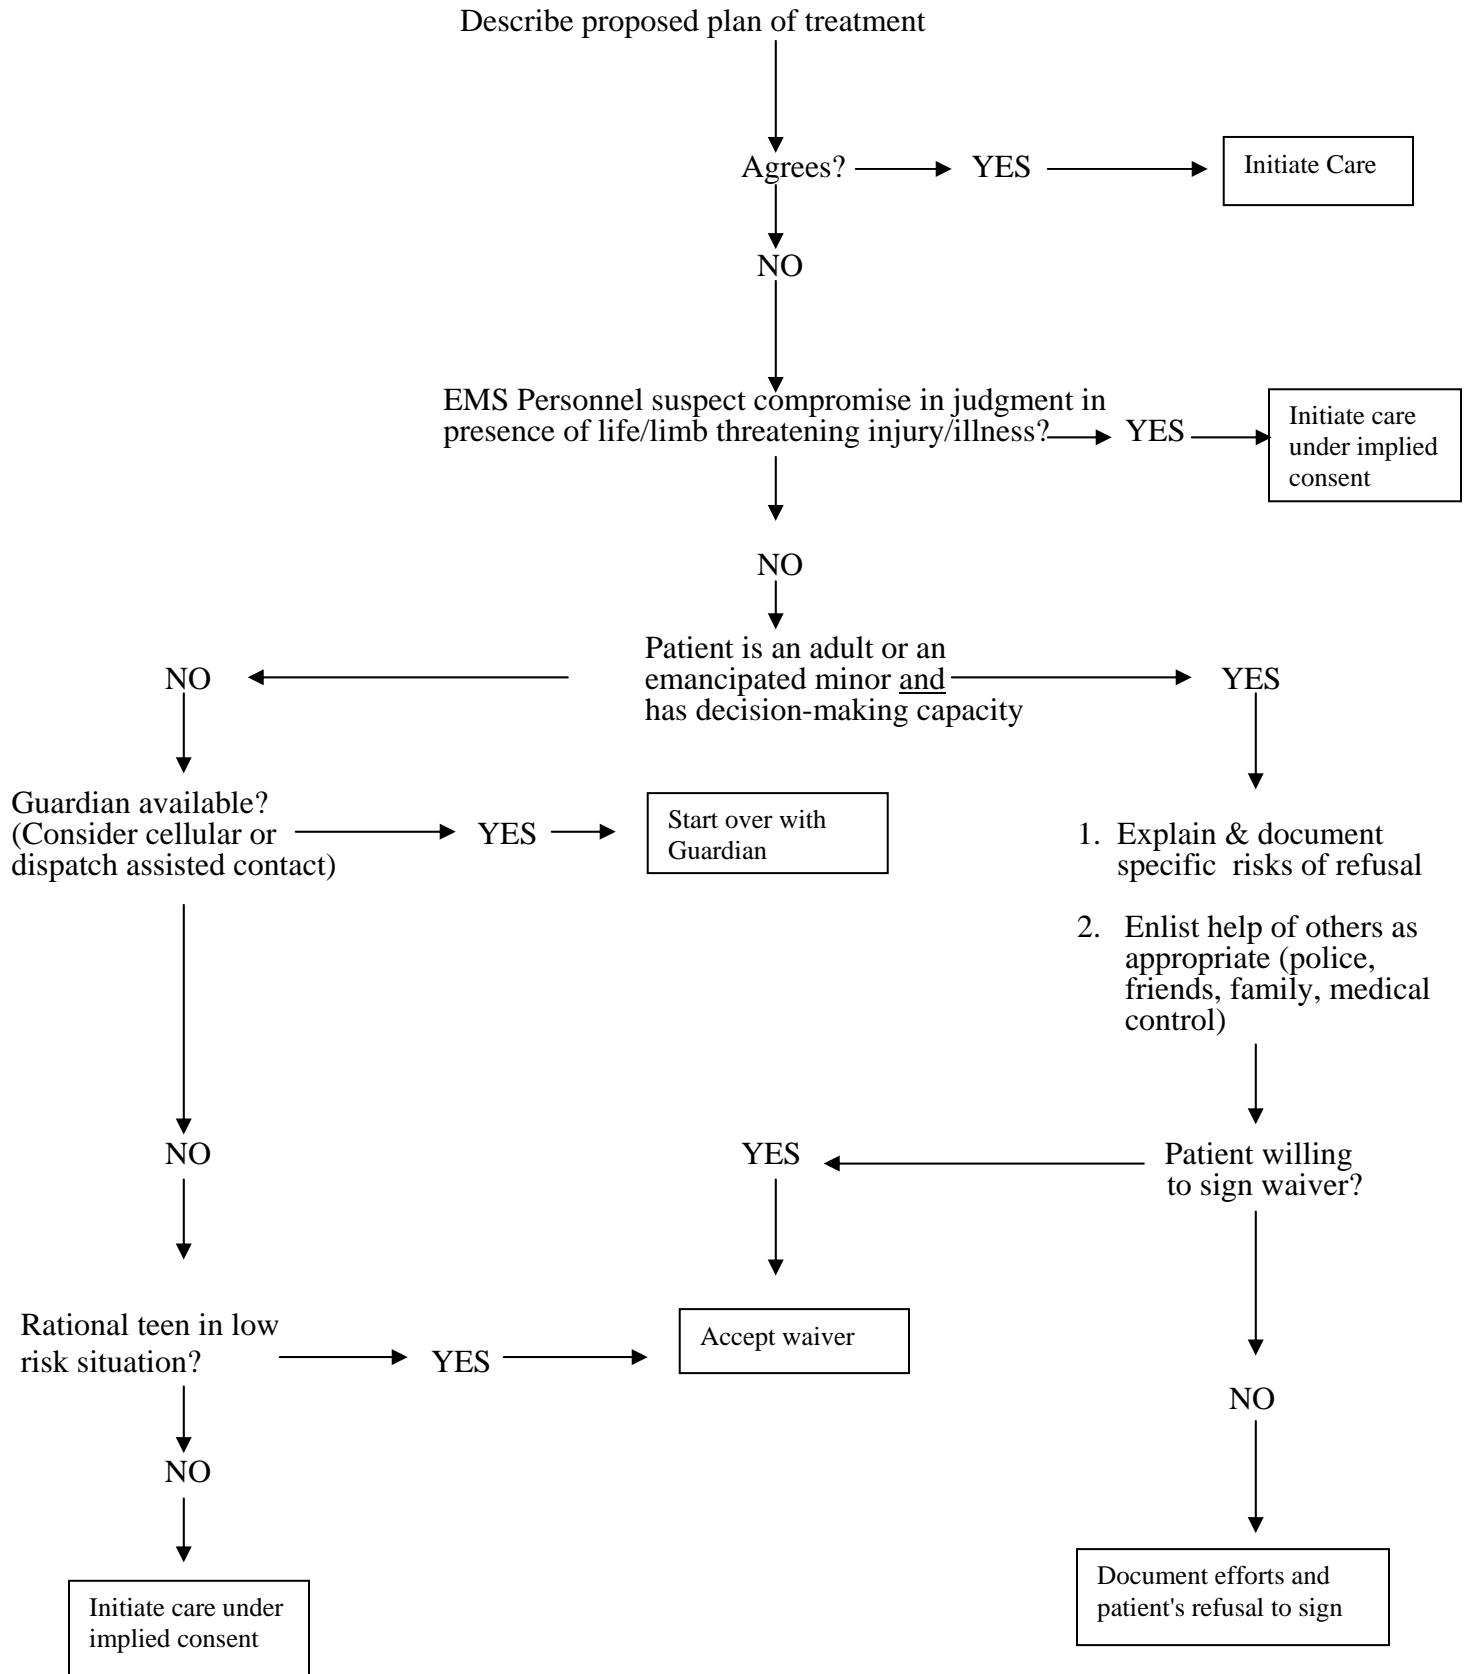 Describe proposed plan of treatment
Agrees?
YES
Initiate Care
NO
EMS Personnel suspect compromise in judgment in
presence of life/limb threatening injury/illness?
YES
Initiate care
under implied
consent
NO
Patient is an adult or an
emancipated minor and
has decision-making capacity
NO
YES
Guardian available?
(Consider cellular or
dispatch assisted contact)
YES
Start over with
Guardian
1. Explain & document
specific risks of refusal
2. Enlist help of others as
appropriate (police,
friends, family, medical
control)
NO
YES
Patient willing
to sign waiver?
Rational teen in low
risk situation?
YES
Accept waiver
NO
NO
Initiate care under
implied consent
Document efforts and
patient's refusal to sign